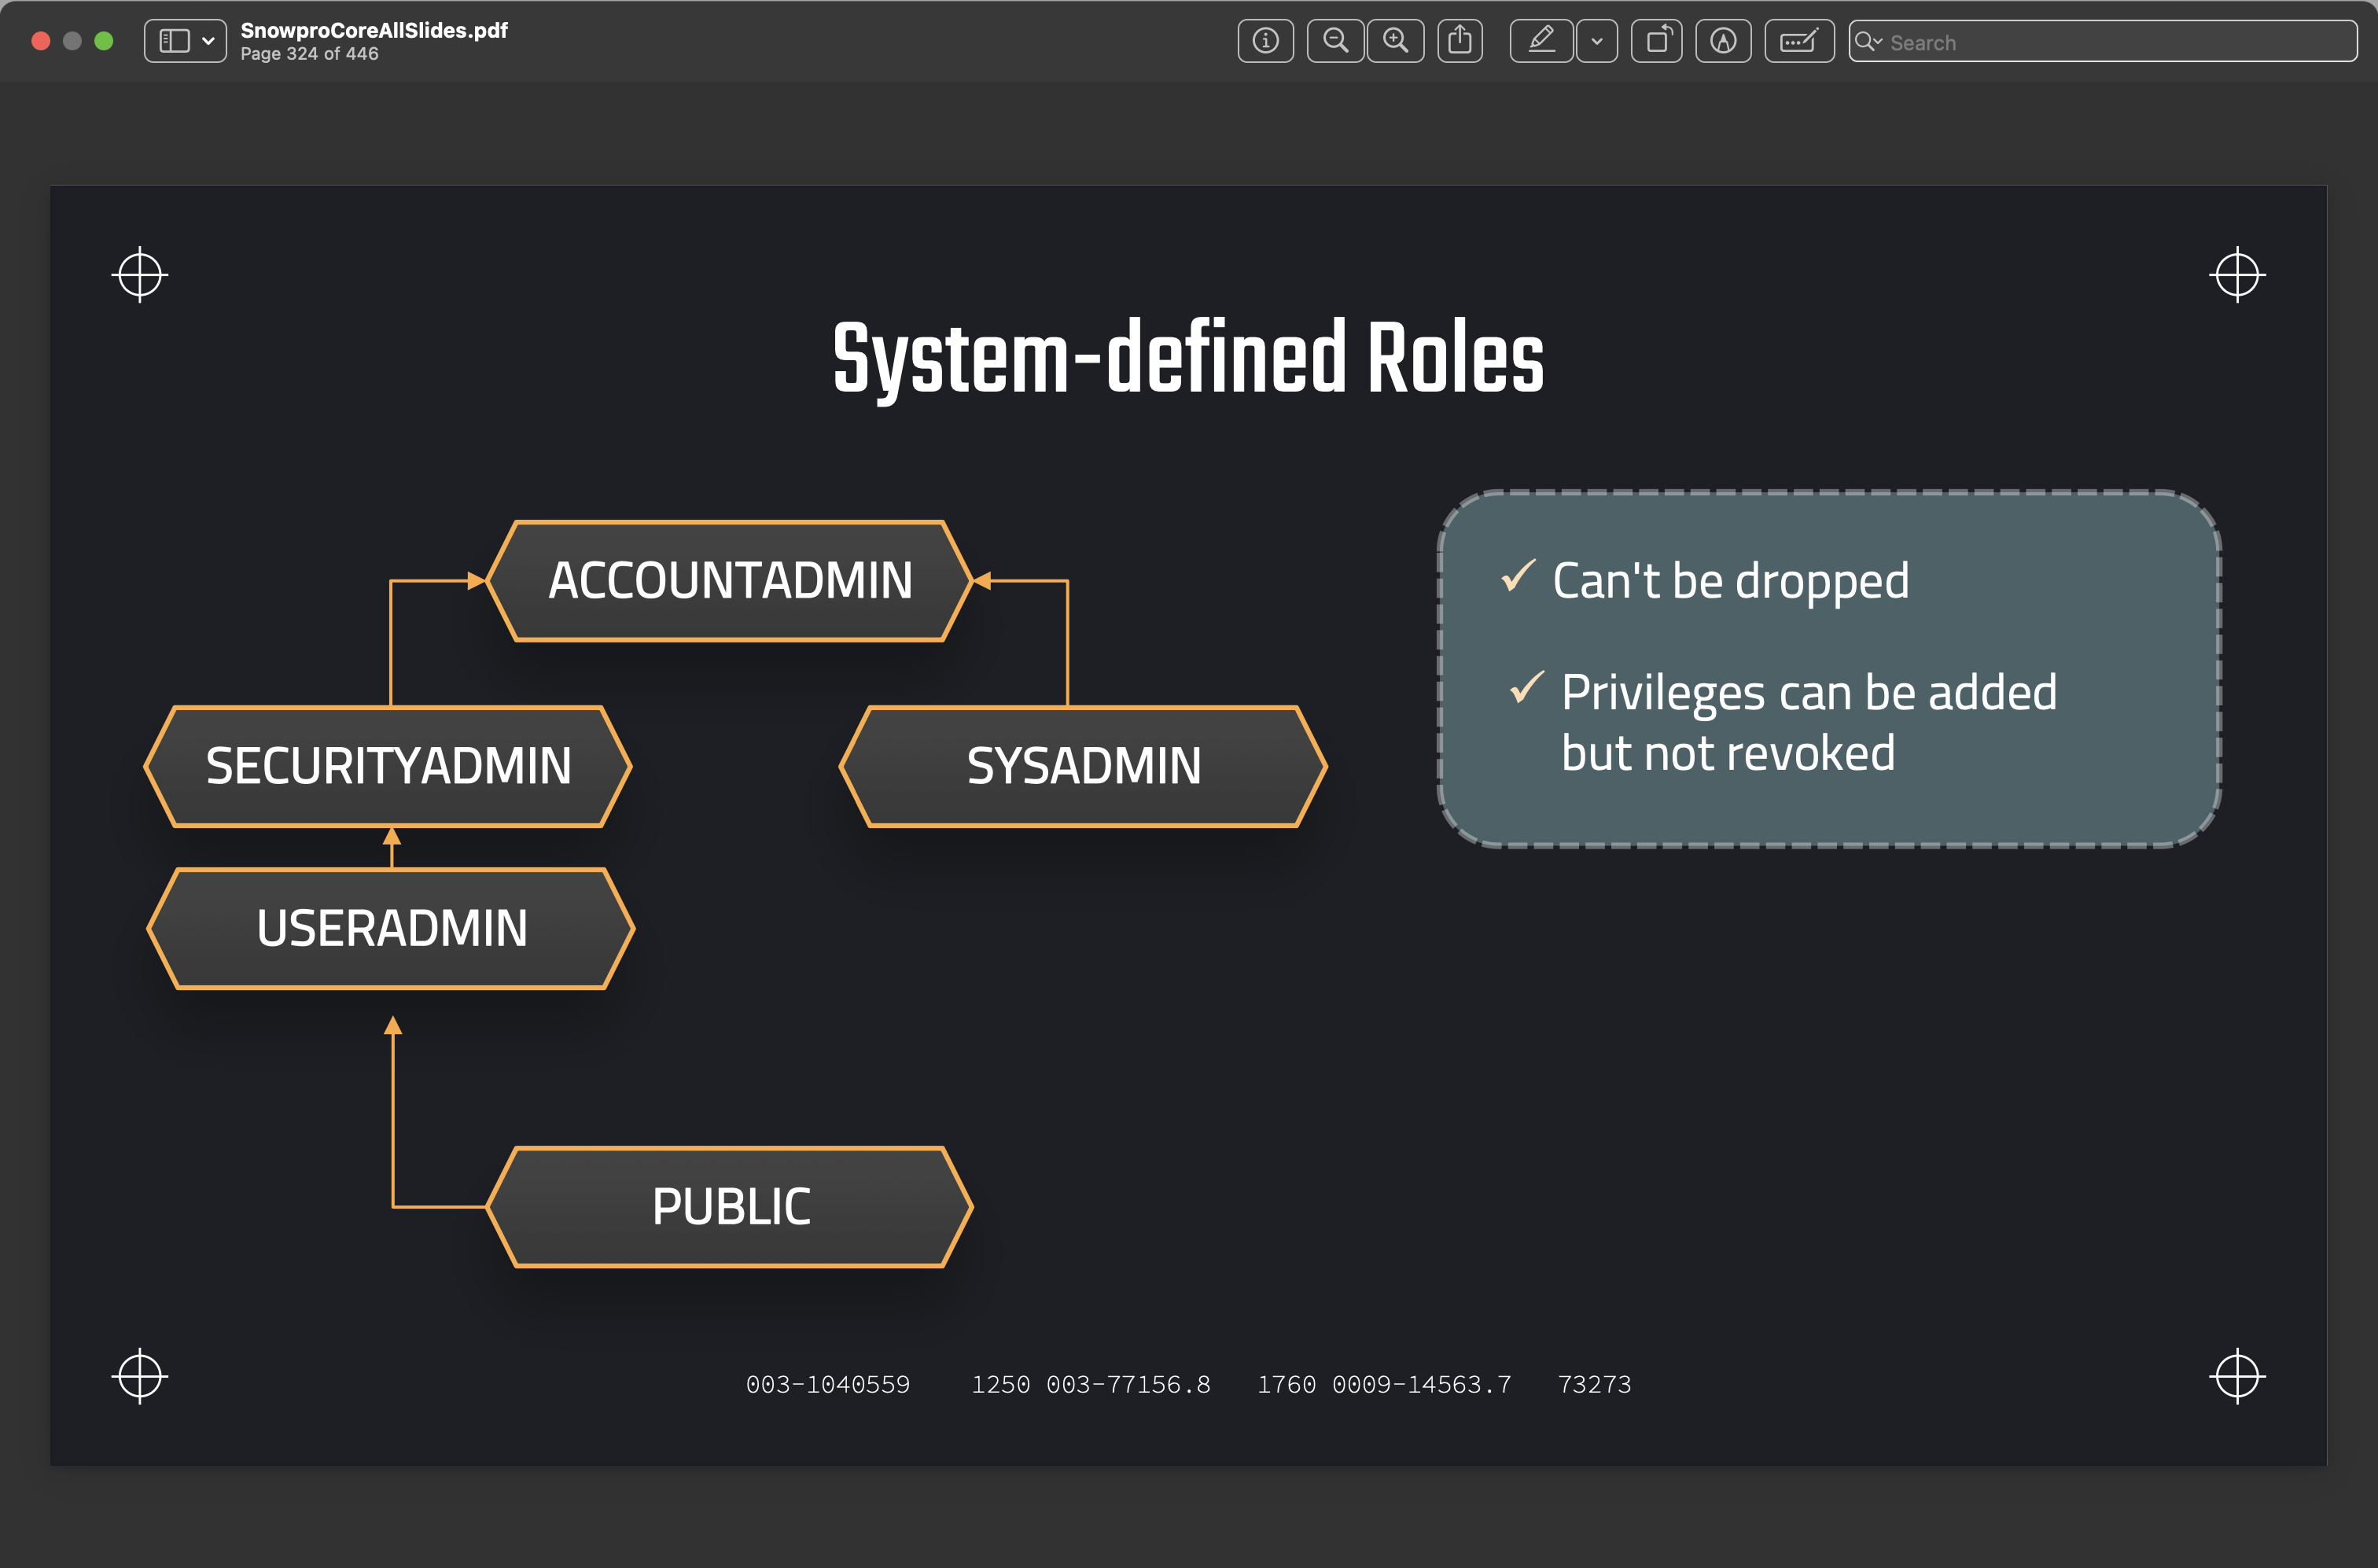 SnowproCoreAllSlides.pdf
Page 324 of 446
Search
System-defined Roles
ACCOUNTADMIN
Can't be dropped
Privileges can be added
but not revoked
SECURITYADMIN
SYSADMIN
USERADMIN
PUBLIC
003-1040559 1250 003-77156.8 1760 0009-14563.7 73273